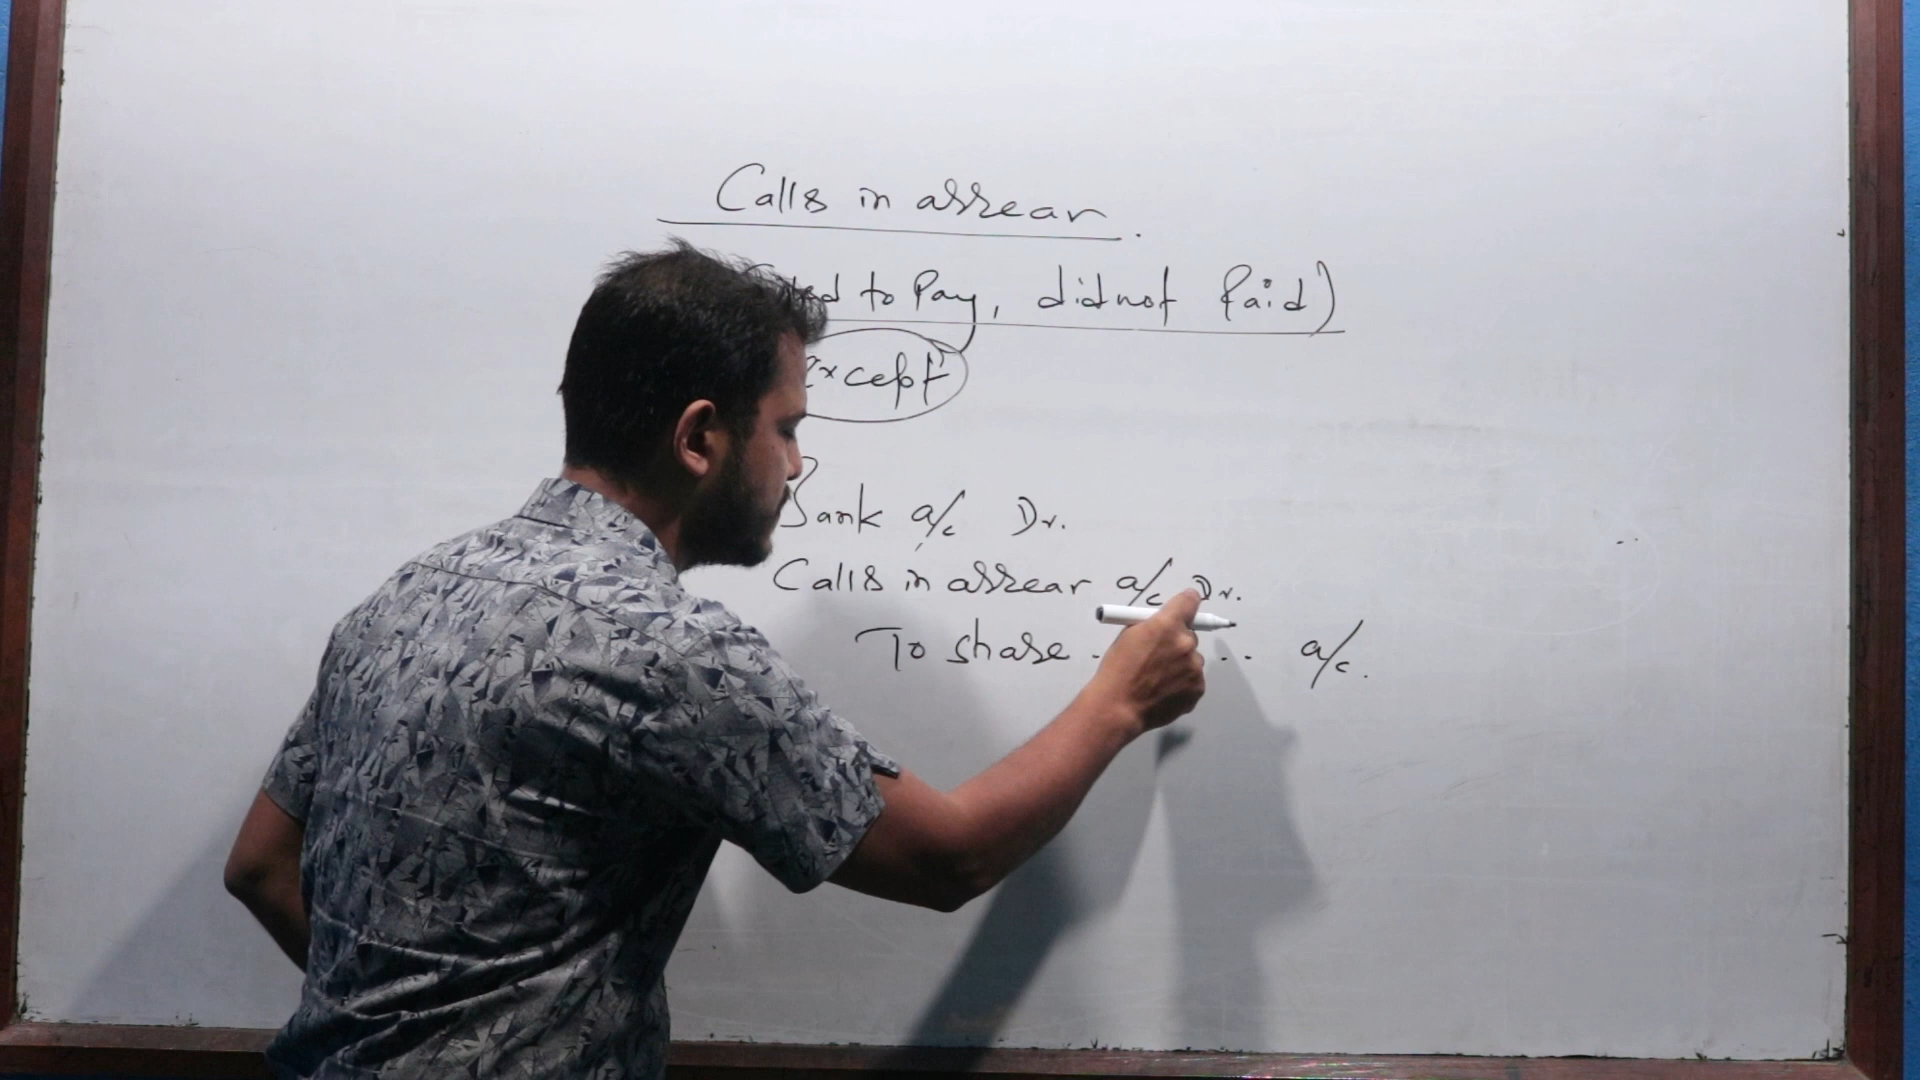 Calls in arrear.
to Pay, did not Paid)
Except
Bank a/c Dr.
Calls in arrear a/c Dr.
To share . .. a/c.